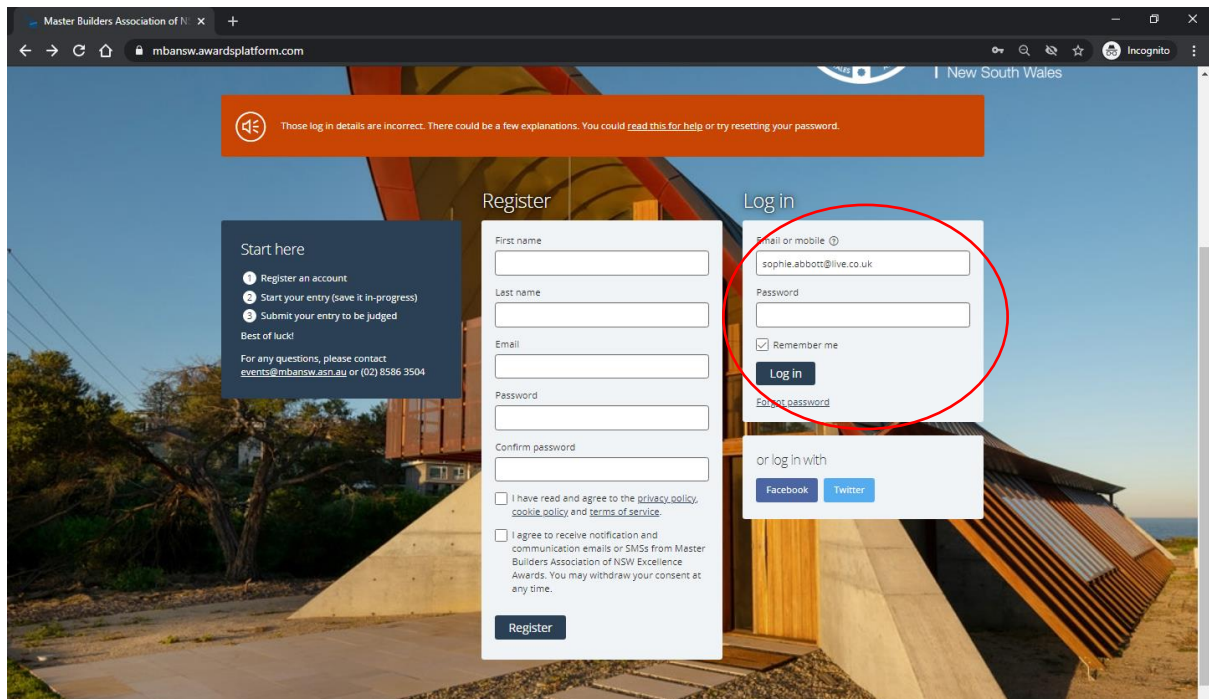 Master Builders Association of N
mbansw.awardsplatform.com
Incognito
New South Wales
Those log in details are incorrect. There could be a few explanations. You could read this for help or try resetting your password.
Start here
1 Register an account
2 Start your entry (save it in-progress)
3 Submit your entry to be judged
Best of luck!
For any questions, please contact
events@mbansw.asn.au or (02) 8586 3504
Register
First name
Last name
Email
Password
Confirm password
I have read and agree to the privacy policy,
cookie policy and terms of service.
I agree to receive notification and
communication emails or SMSs from Master
Builders Association of NSW Excellence
Awards. You may withdraw your consent at
any time.
Register
Log in
Email or mobile ?
sophie.abbott@live.co.uk
Password
Remember me
Log in
Forgot password
or log in with
Facebook Twitter